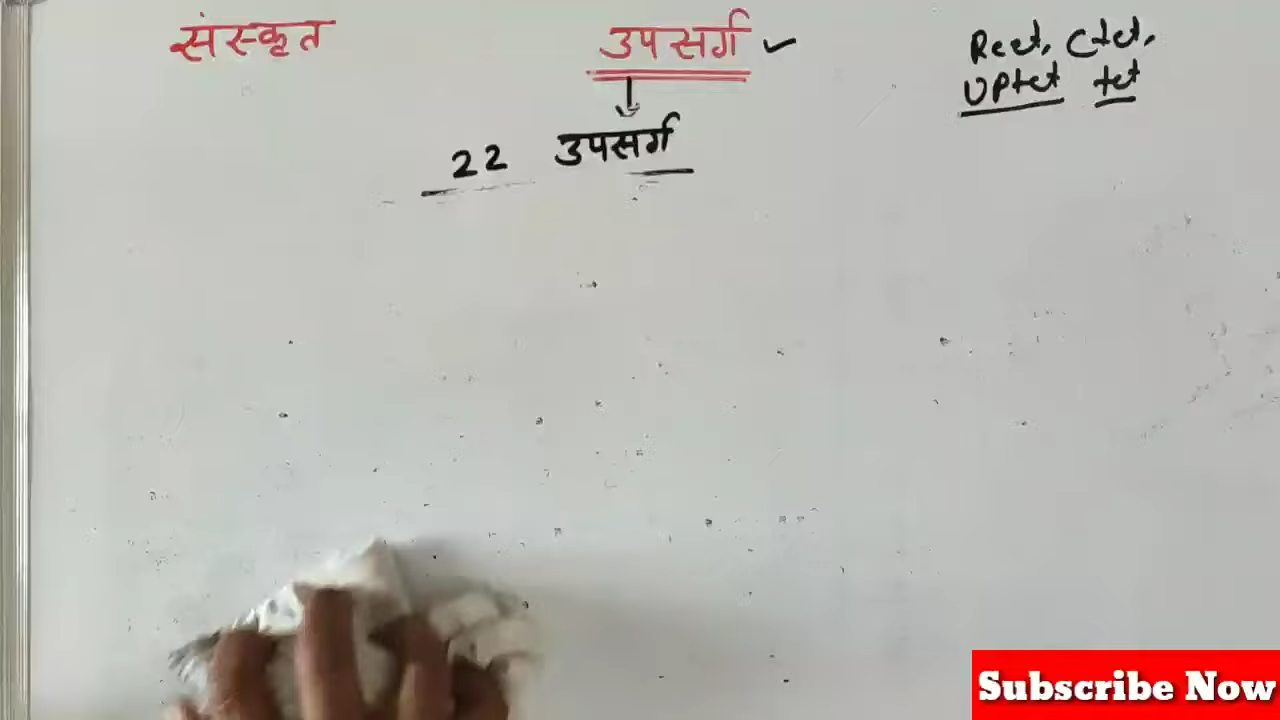 संस्कृत
उपसर्ग
Reet, Ctet,
UPtet tet
22 उपसर्ग
Subscribe Now